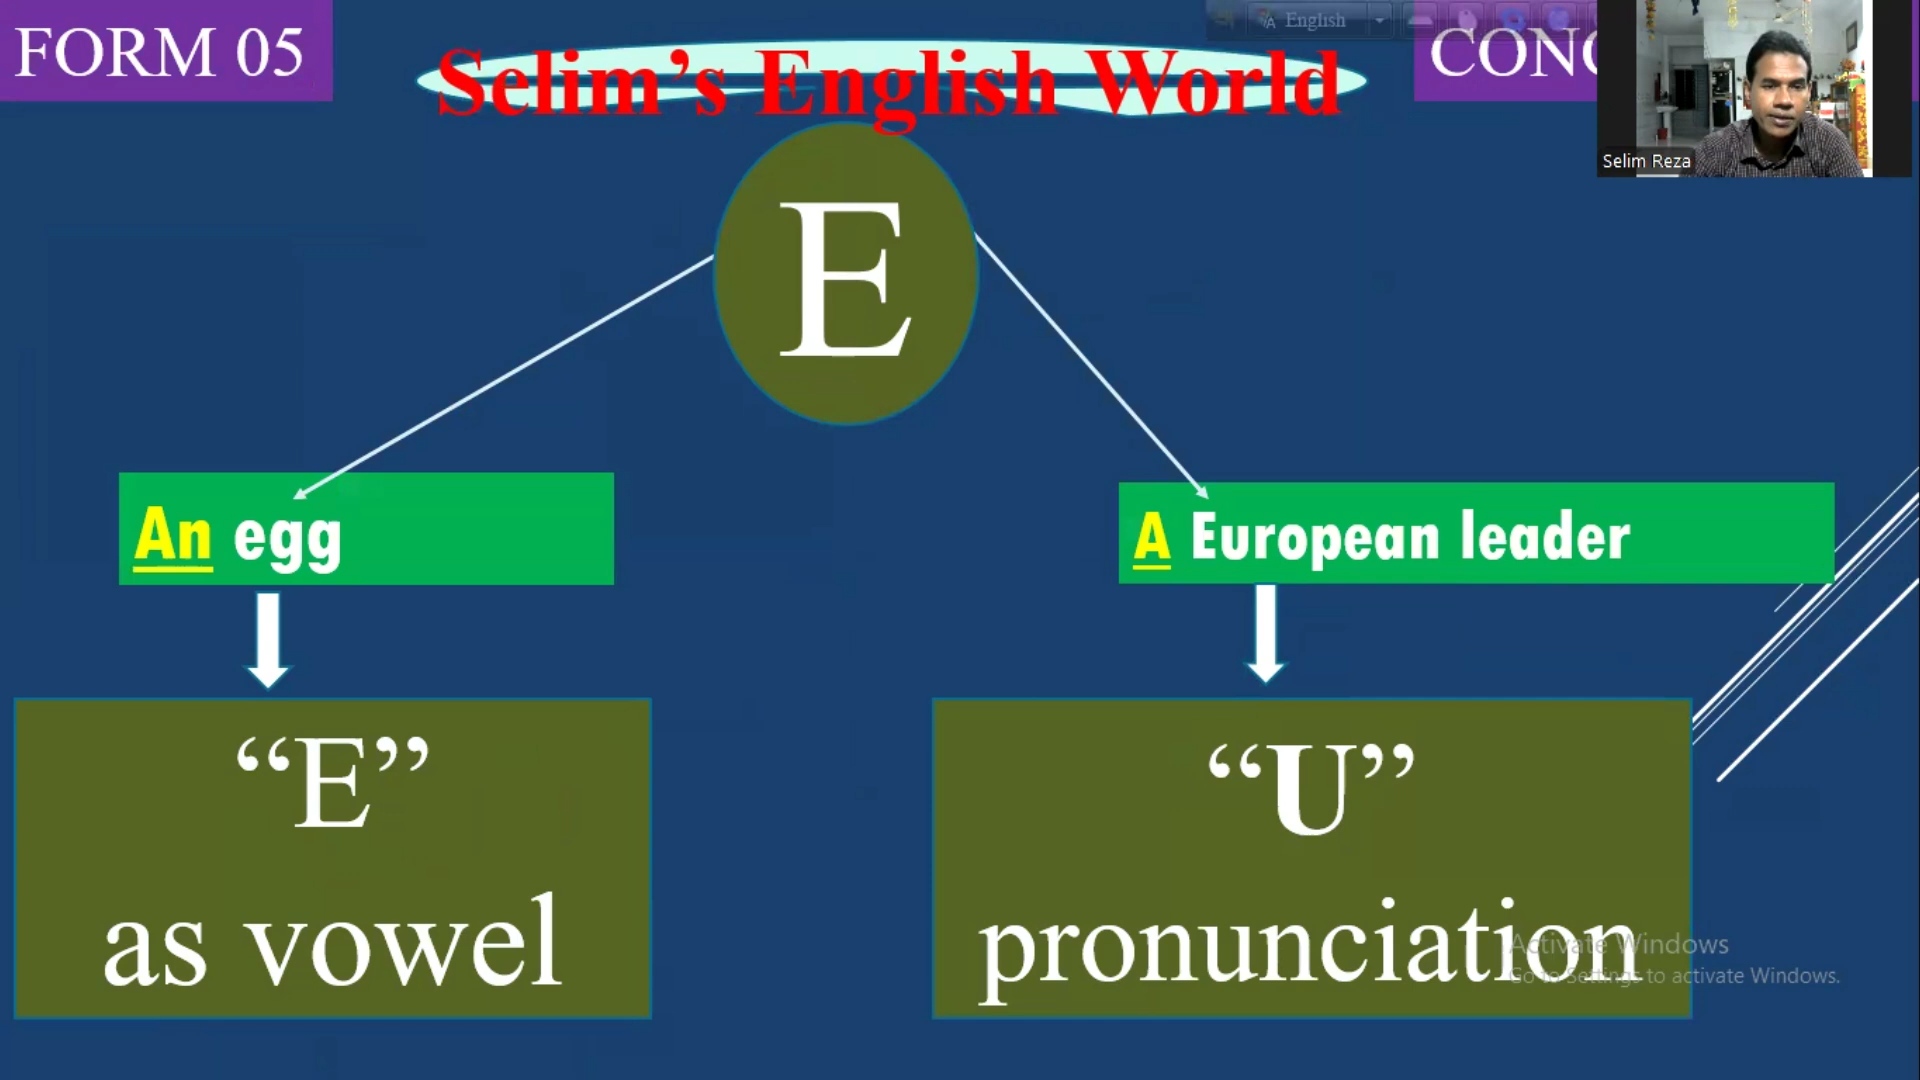 FORM 05
English
Selim's English World
Selim Reza
E
An egg
A European leader
“E”
as vowel
“U”
pronunciation
Activate Windows
Go to Settings to activate Windows.